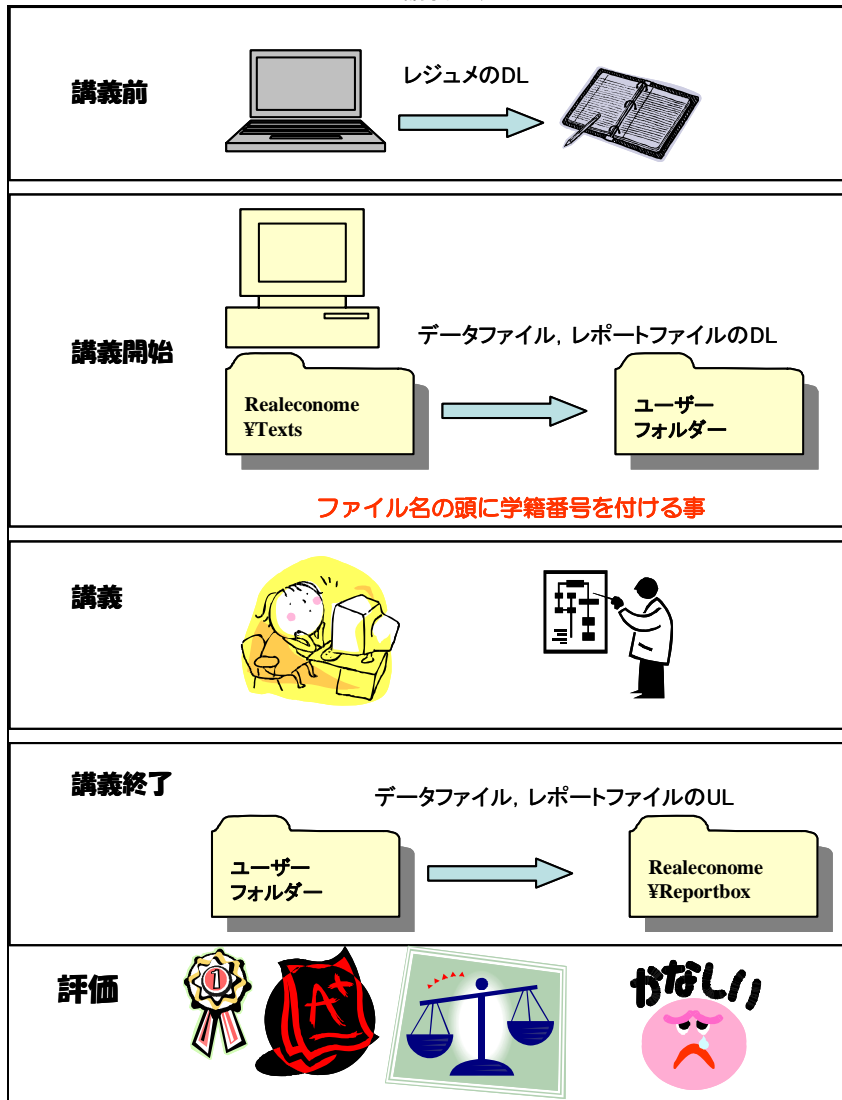 講義前
レジュメのDL
講義開始
データファイル，レポートファイルのDL
Realeconome
¥Texts
ユーザー
フォルダー
ファイル名の頭に学籍番号を付ける事
講義
講義終了
データファイル，レポートファイルのUL
ユーザー
フォルダー
Realeconome
¥Reportbox
評価
1
A+
かなしい